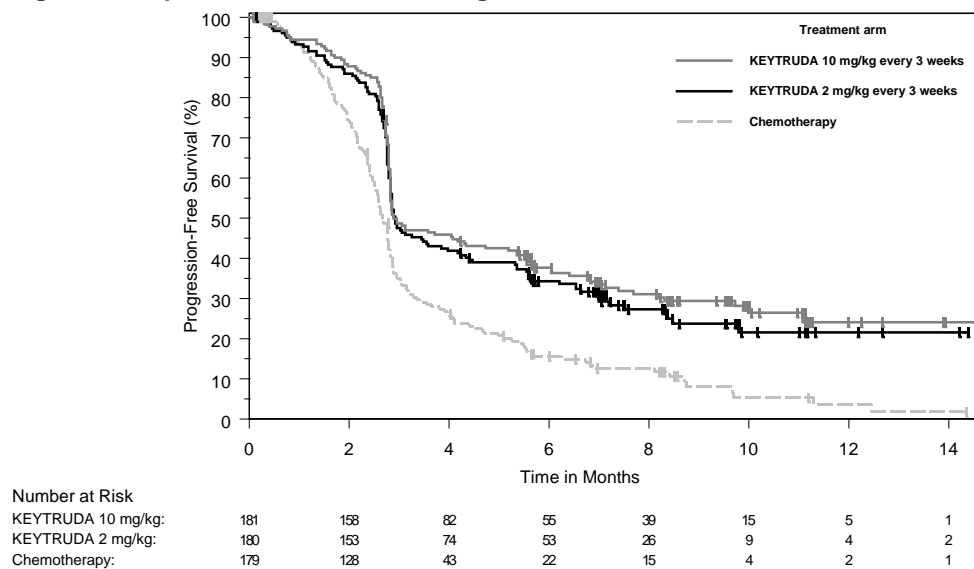 Treatment arm
KEYTRUDA 10 mg/kg every 3 weeks
KEYTRUDA 2 mg/kg every 3 weeks
Chemotherapy
Progression-Free Survival (%)
100
90
80
70
60
50
40
30
20
10
0
0 2 4 6 8 10 12 14
Time in Months
Number at Risk
KEYTRUDA 10 mg/kg: 181 158 82 55 39 15 5 1
KEYTRUDA 2 mg/kg: 180 153 74 53 26 9 4 2
Chemotherapy: 179 128 43 22 15 4 2 1